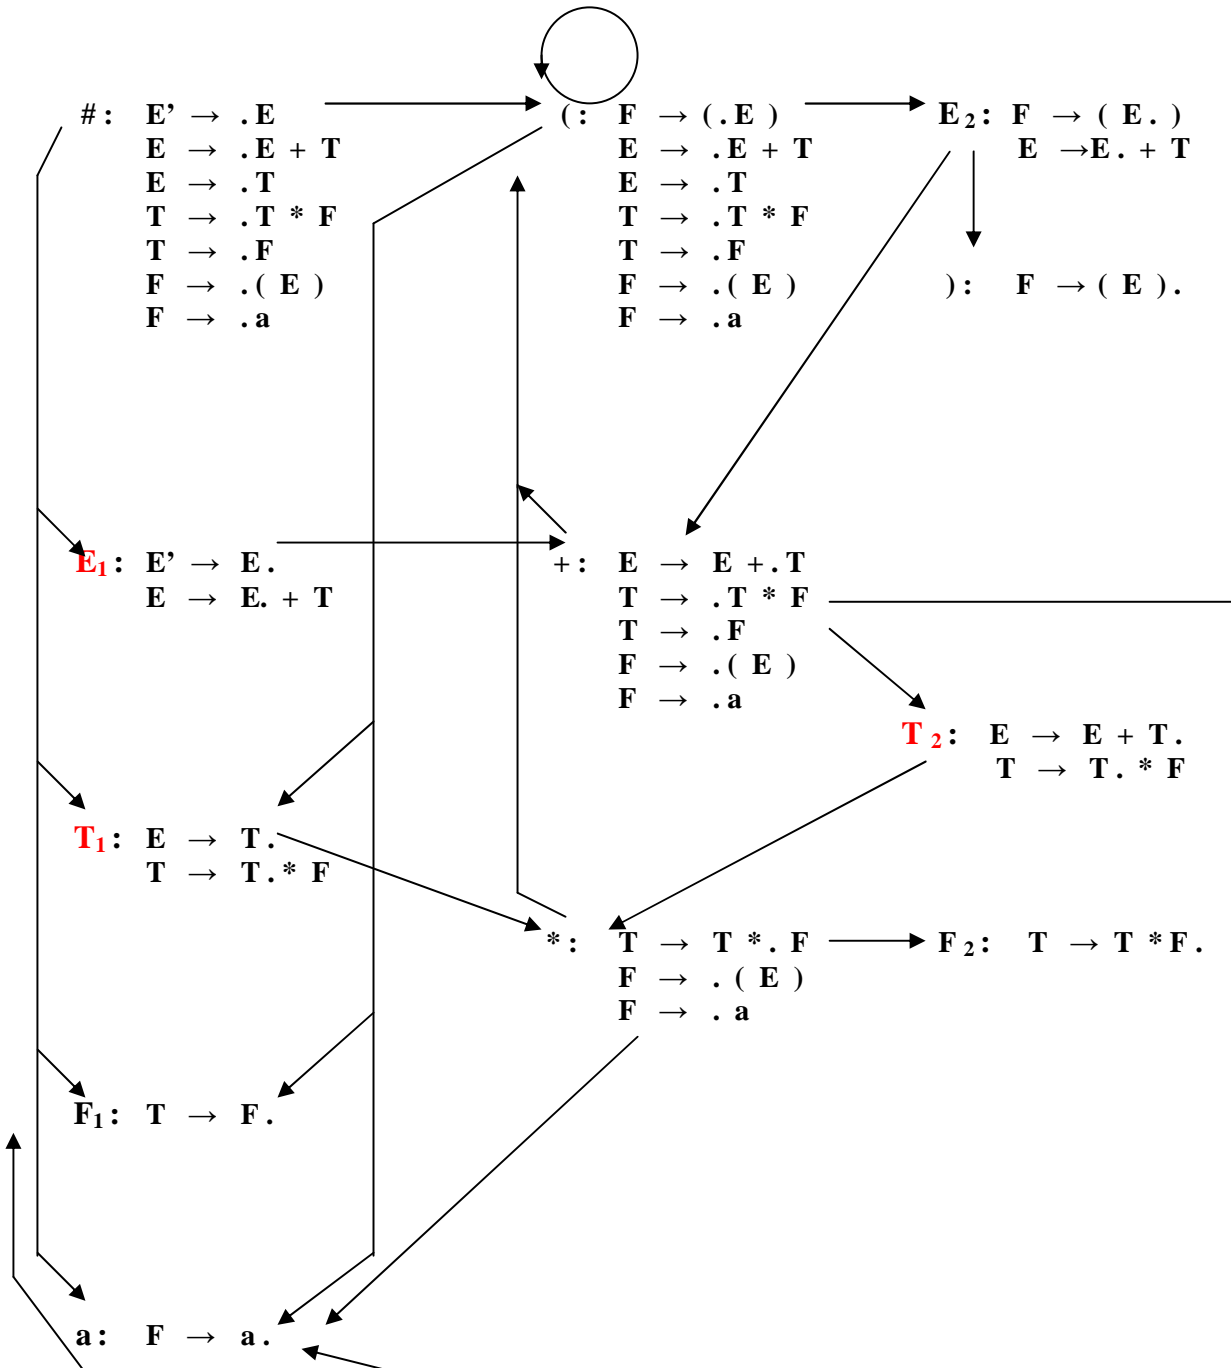 #: E’ → .E
E → .E + T
E → .T
T → .T * F
T → .F
F → .( E )
F → .a
(: F → (.E )
E → .E + T
E → .T
T → .T * F
T → .F
F → .( E )
F → .a
E2: F → ( E. )
E →E. + T
): F → ( E ).
E1: E’ → E.
E → E. + T
+: E → E +.T
T → .T * F
T → .F
F → .( E )
F → .a
T2: E → E + T.
T → T. * F
T1: E → T.
T → T.* F
*: T → T *. F
F → . ( E )
F → . a
F2: T → T *F.
F1: T → F.
a: F → a.